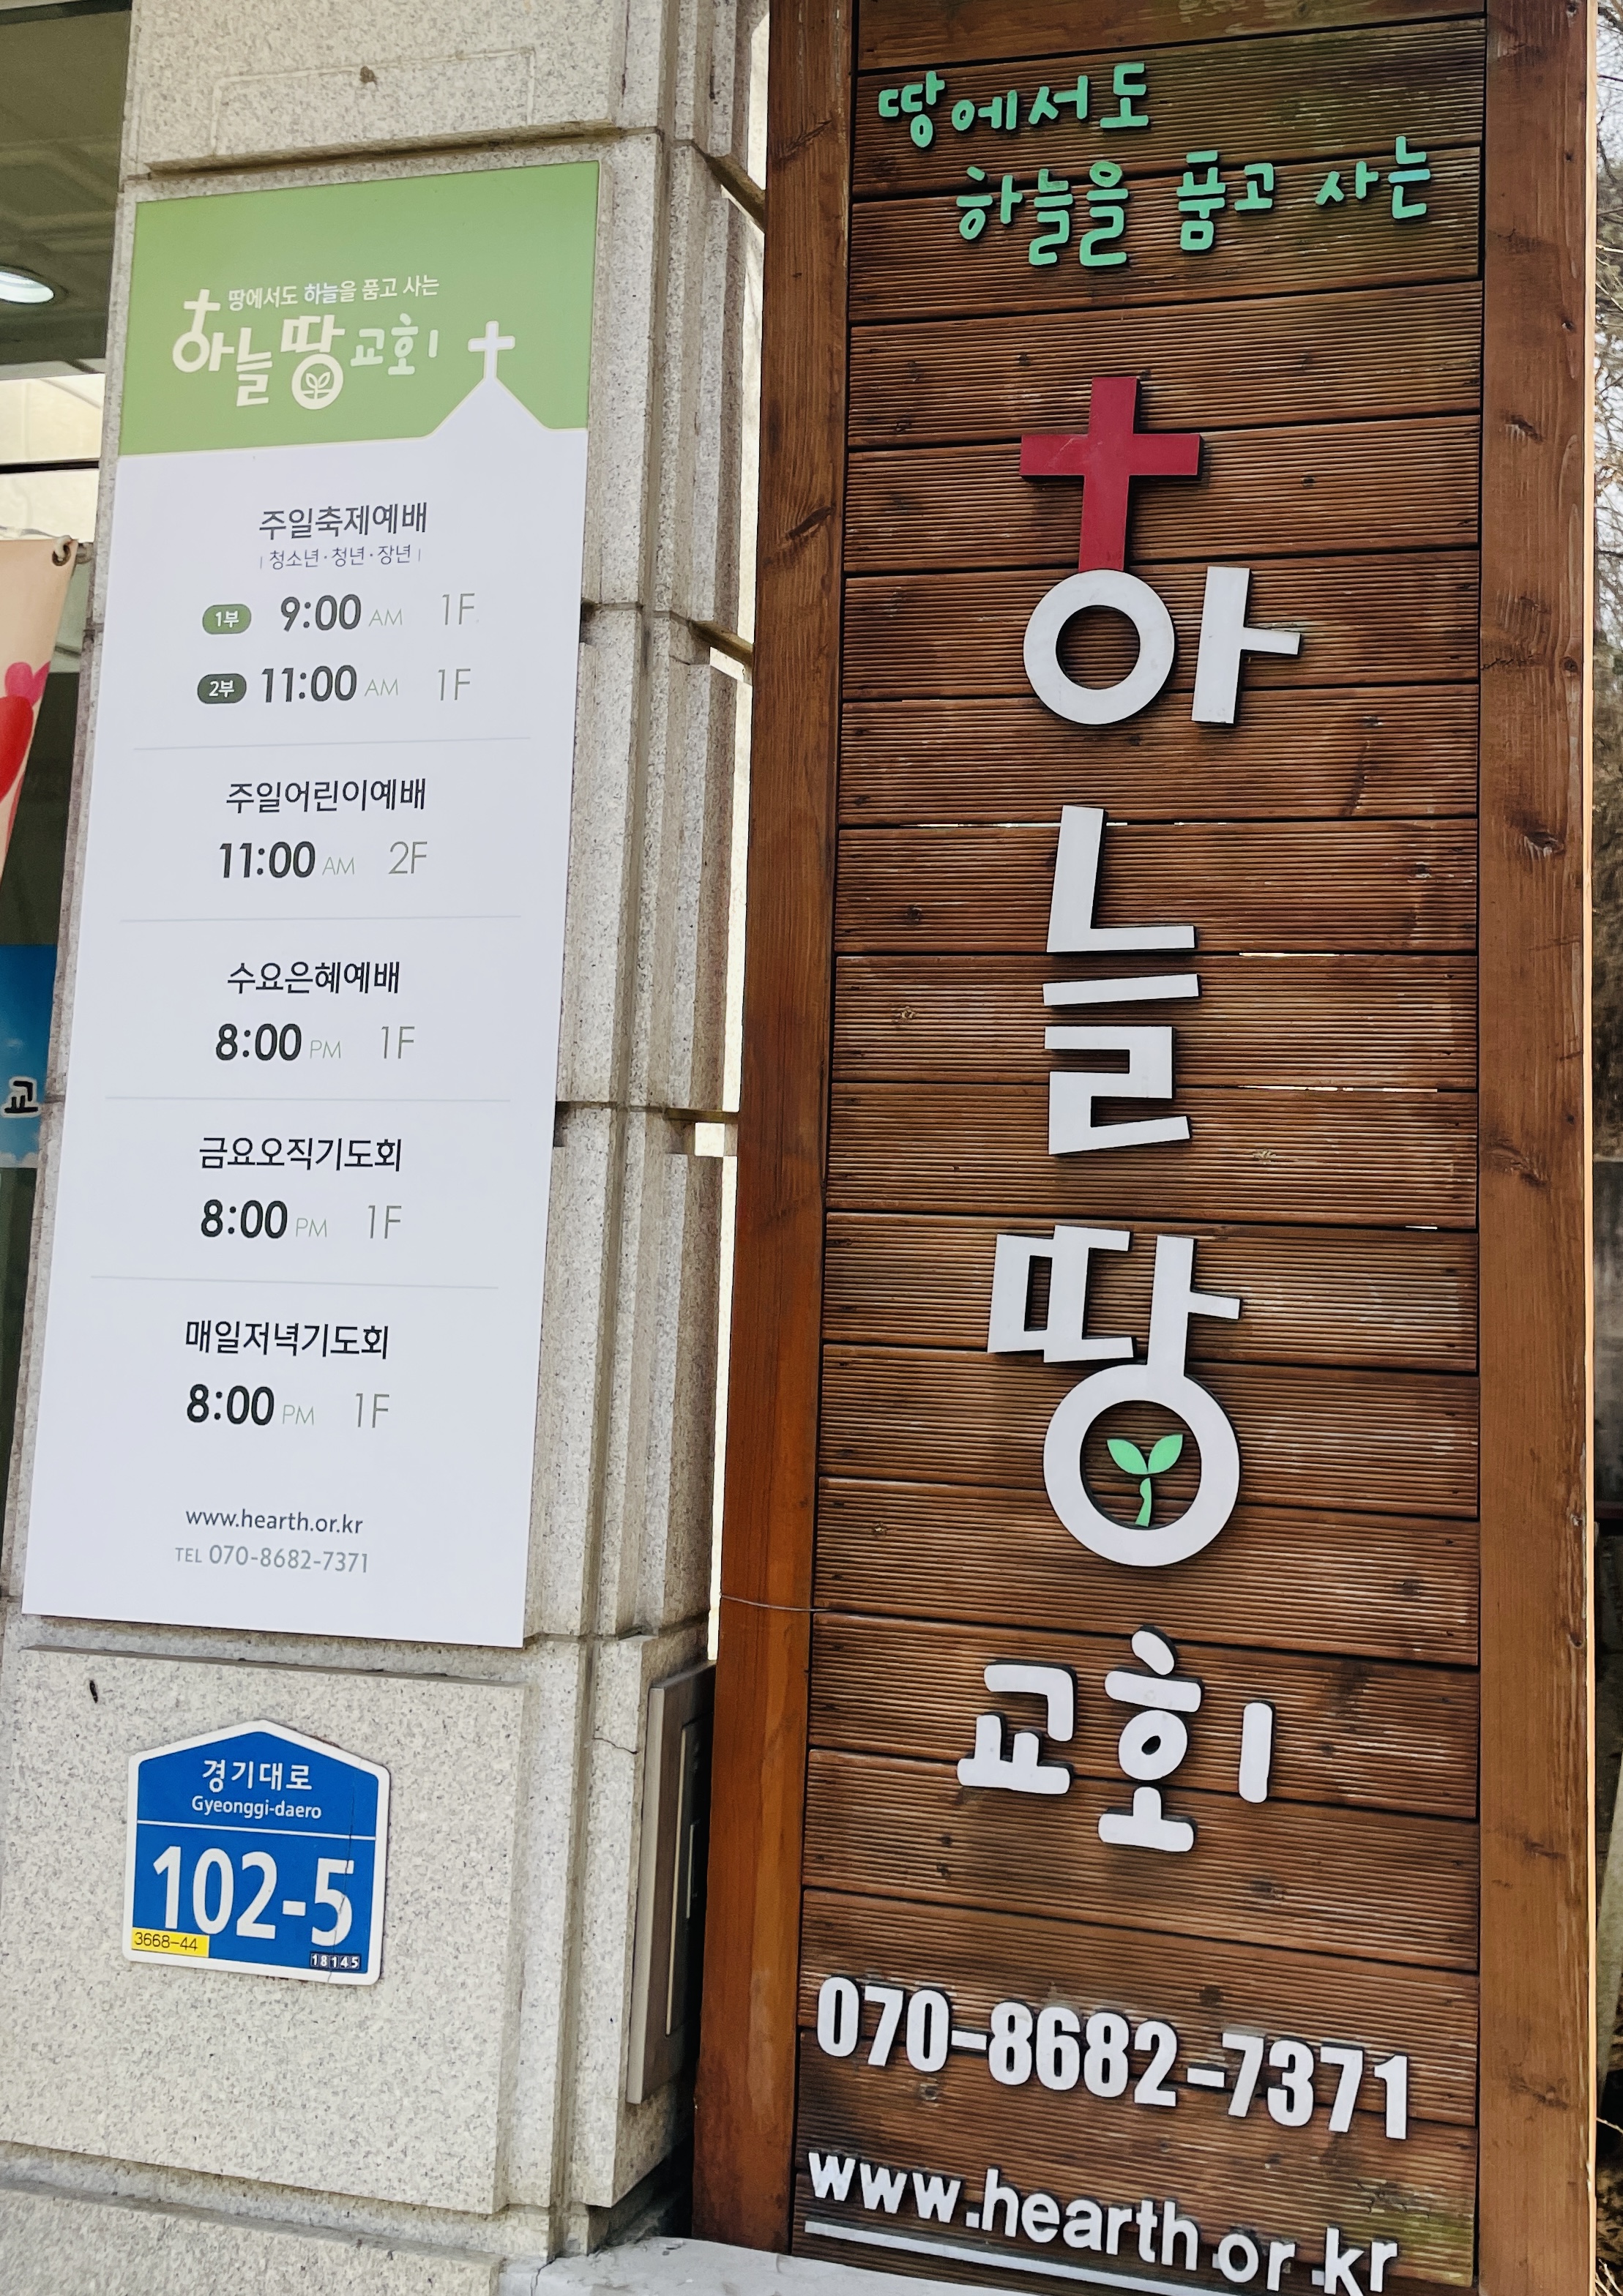 땅에서도 하늘을 품고 사는
하늘땅교회
주일축제예배
청소년·청년·장년
1부 9:00 AM 1F
2부 11:00 AM 1F
주일어린이예배
11:00 AM 2F
수요은혜예배
8:00 PM 1F
금요오직기도회
8:00 PM 1F
매일저녁기도회
8:00 PM 1F
www.hearth.or.kr
TEL 070-8682-7371
교
경기대로
Gyeonggi-daero
102-5
3668-44
18145
땅에서도
하늘을 품고 사는
하
늘
땅
교회
070-8682-7371
www.hearth.or.kr